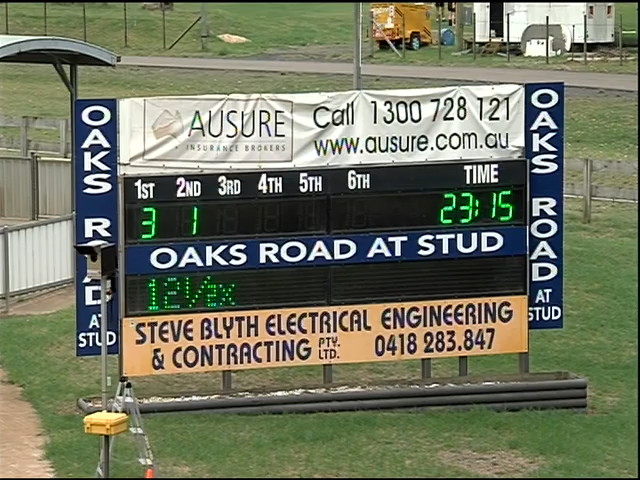 AUSURE
INSURANCE BROKERS
Call 1300 728 121
www.ausure.com.au
OAKS ROAD AT STUD
1ST 2ND 3RD 4TH 5TH 6TH TIME
3 1 23:15
OAKS ROAD AT STUD
STEVE BLYTH ELECTRICAL ENGINEERING
& CONTRACTING PTY. LTD. 0418 283.847
OAKS ROAD AT STUD